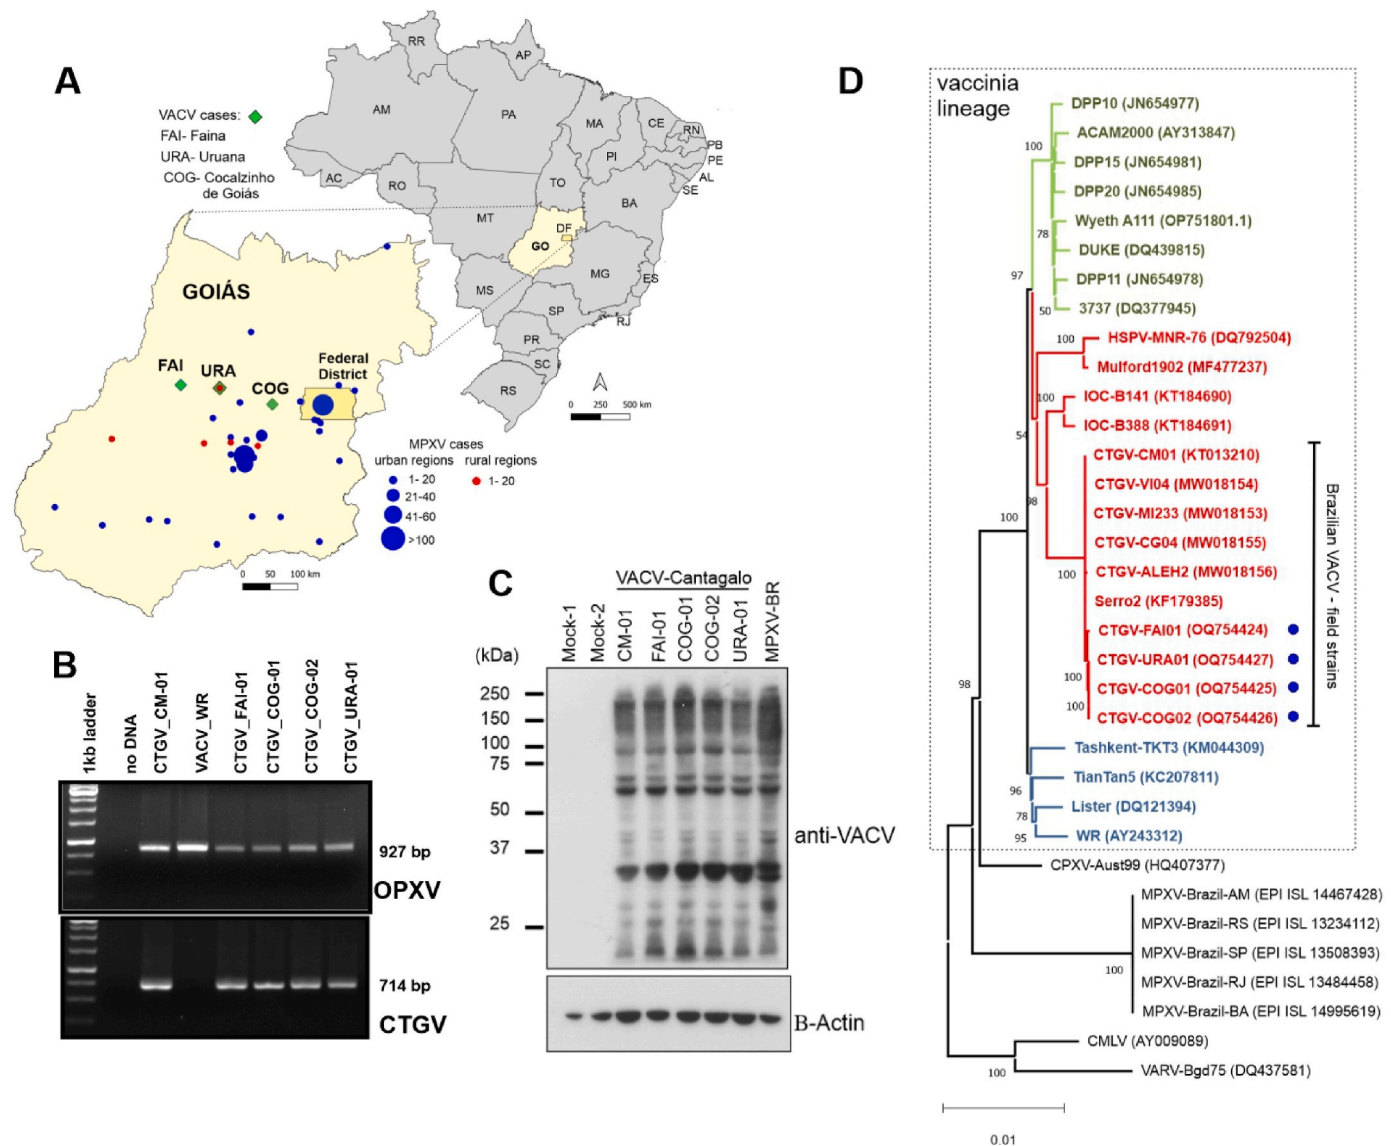 A
VACV cases:
FAI- Faina
URA- Uruana
COG- Cocalzinho
de Goiás
RR
AP
AM
PA
MA
CE
RN
PB
PE
AL
SE
PI
AC
RO
TO
BA
MT
DF
GO
MG
ES
MS
SP
RJ
PR
SC
RS
0 250 500 km
GOIÁS
FAI
URA
COG
Federal
District
MPXV cases
urban regions rural regions
1- 20 1- 20
21-40
41-60
>100
0 50 100 km
B
1kb ladder
no DNA
CTGV_CM-01
VACV_WR
CTGV_FAI-01
CTGV_COG-01
CTGV_COG-02
CTGV_URA-01
927 bp
OPXV
714 bp
CTGV
C
VACV-Cantagalo
(kDa)
Mock-1
Mock-2
CM-01
FAI-01
COG-01
COG-02
URA-01
MPXV-BR
250
150
100
75
50
37
25
anti-VACV
B-Actin
D
vaccinia
lineage
DPP10 (JN654977)
ACAM2000 (AY313847)
100
DPP15 (JN654981)
DPP20 (JN654985)
Wyeth A111 (OP751801.1)
78
DUKE (DQ439815)
97
DPP11 (JN654978)
50
3737 (DQ377945)
100
HSPV-MNR-76 (DQ792504)
Mulford1902 (MF477237)
100
IOC-B141 (KT184690)
IOC-B388 (KT184691)
54
CTGV-CM01 (KT013210)
CTGV-VI04 (MW018154)
98
CTGV-MI233 (MW018153)
100
CTGV-CG04 (MW018155)
100
CTGV-ALEH2 (MW018156)
Serro2 (KF179385)
CTGV-FAI01 (OQ754424)
CTGV-URA01 (OQ754427)
100
CTGV-COG01 (OQ754425)
100
CTGV-COG02 (OQ754426)
Brazilian VACV - field strains
98
Tashkent-TKT3 (KM044309)
TianTan5 (KC207811)
96
Lister (DQ121394)
78
95
WR (AY243312)
CPXV-Aust99 (HQ407377)
MPXV-Brazil-AM (EPI ISL 14467428)
MPXV-Brazil-RS (EPI ISL 13234112)
MPXV-Brazil-SP (EPI ISL 13508393)
100
MPXV-Brazil-RJ (EPI ISL 13484458)
MPXV-Brazil-BA (EPI ISL 14995619)
CMLV (AY009089)
100
VARV-Bgd75 (DQ437581)
0.01